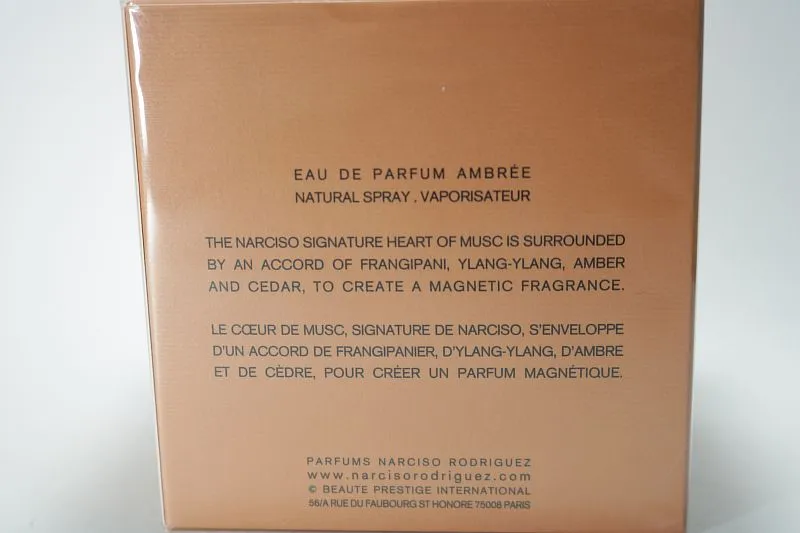 EAU DE PARFUM AMBRÉE
NATURAL SPRAY . VAPORISATEUR
THE NARCISO SIGNATURE HEART OF MUSC IS SURROUNDED
BY AN ACCORD OF FRANGIPANI, YLANG-YLANG, AMBER
AND CEDAR, TO CREATE A MAGNETIC FRAGRANCE.
LE CŒUR DE MUSC, SIGNATURE DE NARCISO, S'ENVELOPPE
D'UN ACCORD DE FRANGIPANIER, D'YLANG-YLANG, D'AMBRE
ET DE CÈDRE, POUR CRÉER UN PARFUM MAGNÉTIQUE.
PARFUMS NARCISO RODRIGUEZ
www.narcisorodriguez.com
© BEAUTE PRESTIGE INTERNATIONAL
56/A RUE DU FAUBOURG ST HONORE 75008 PARIS